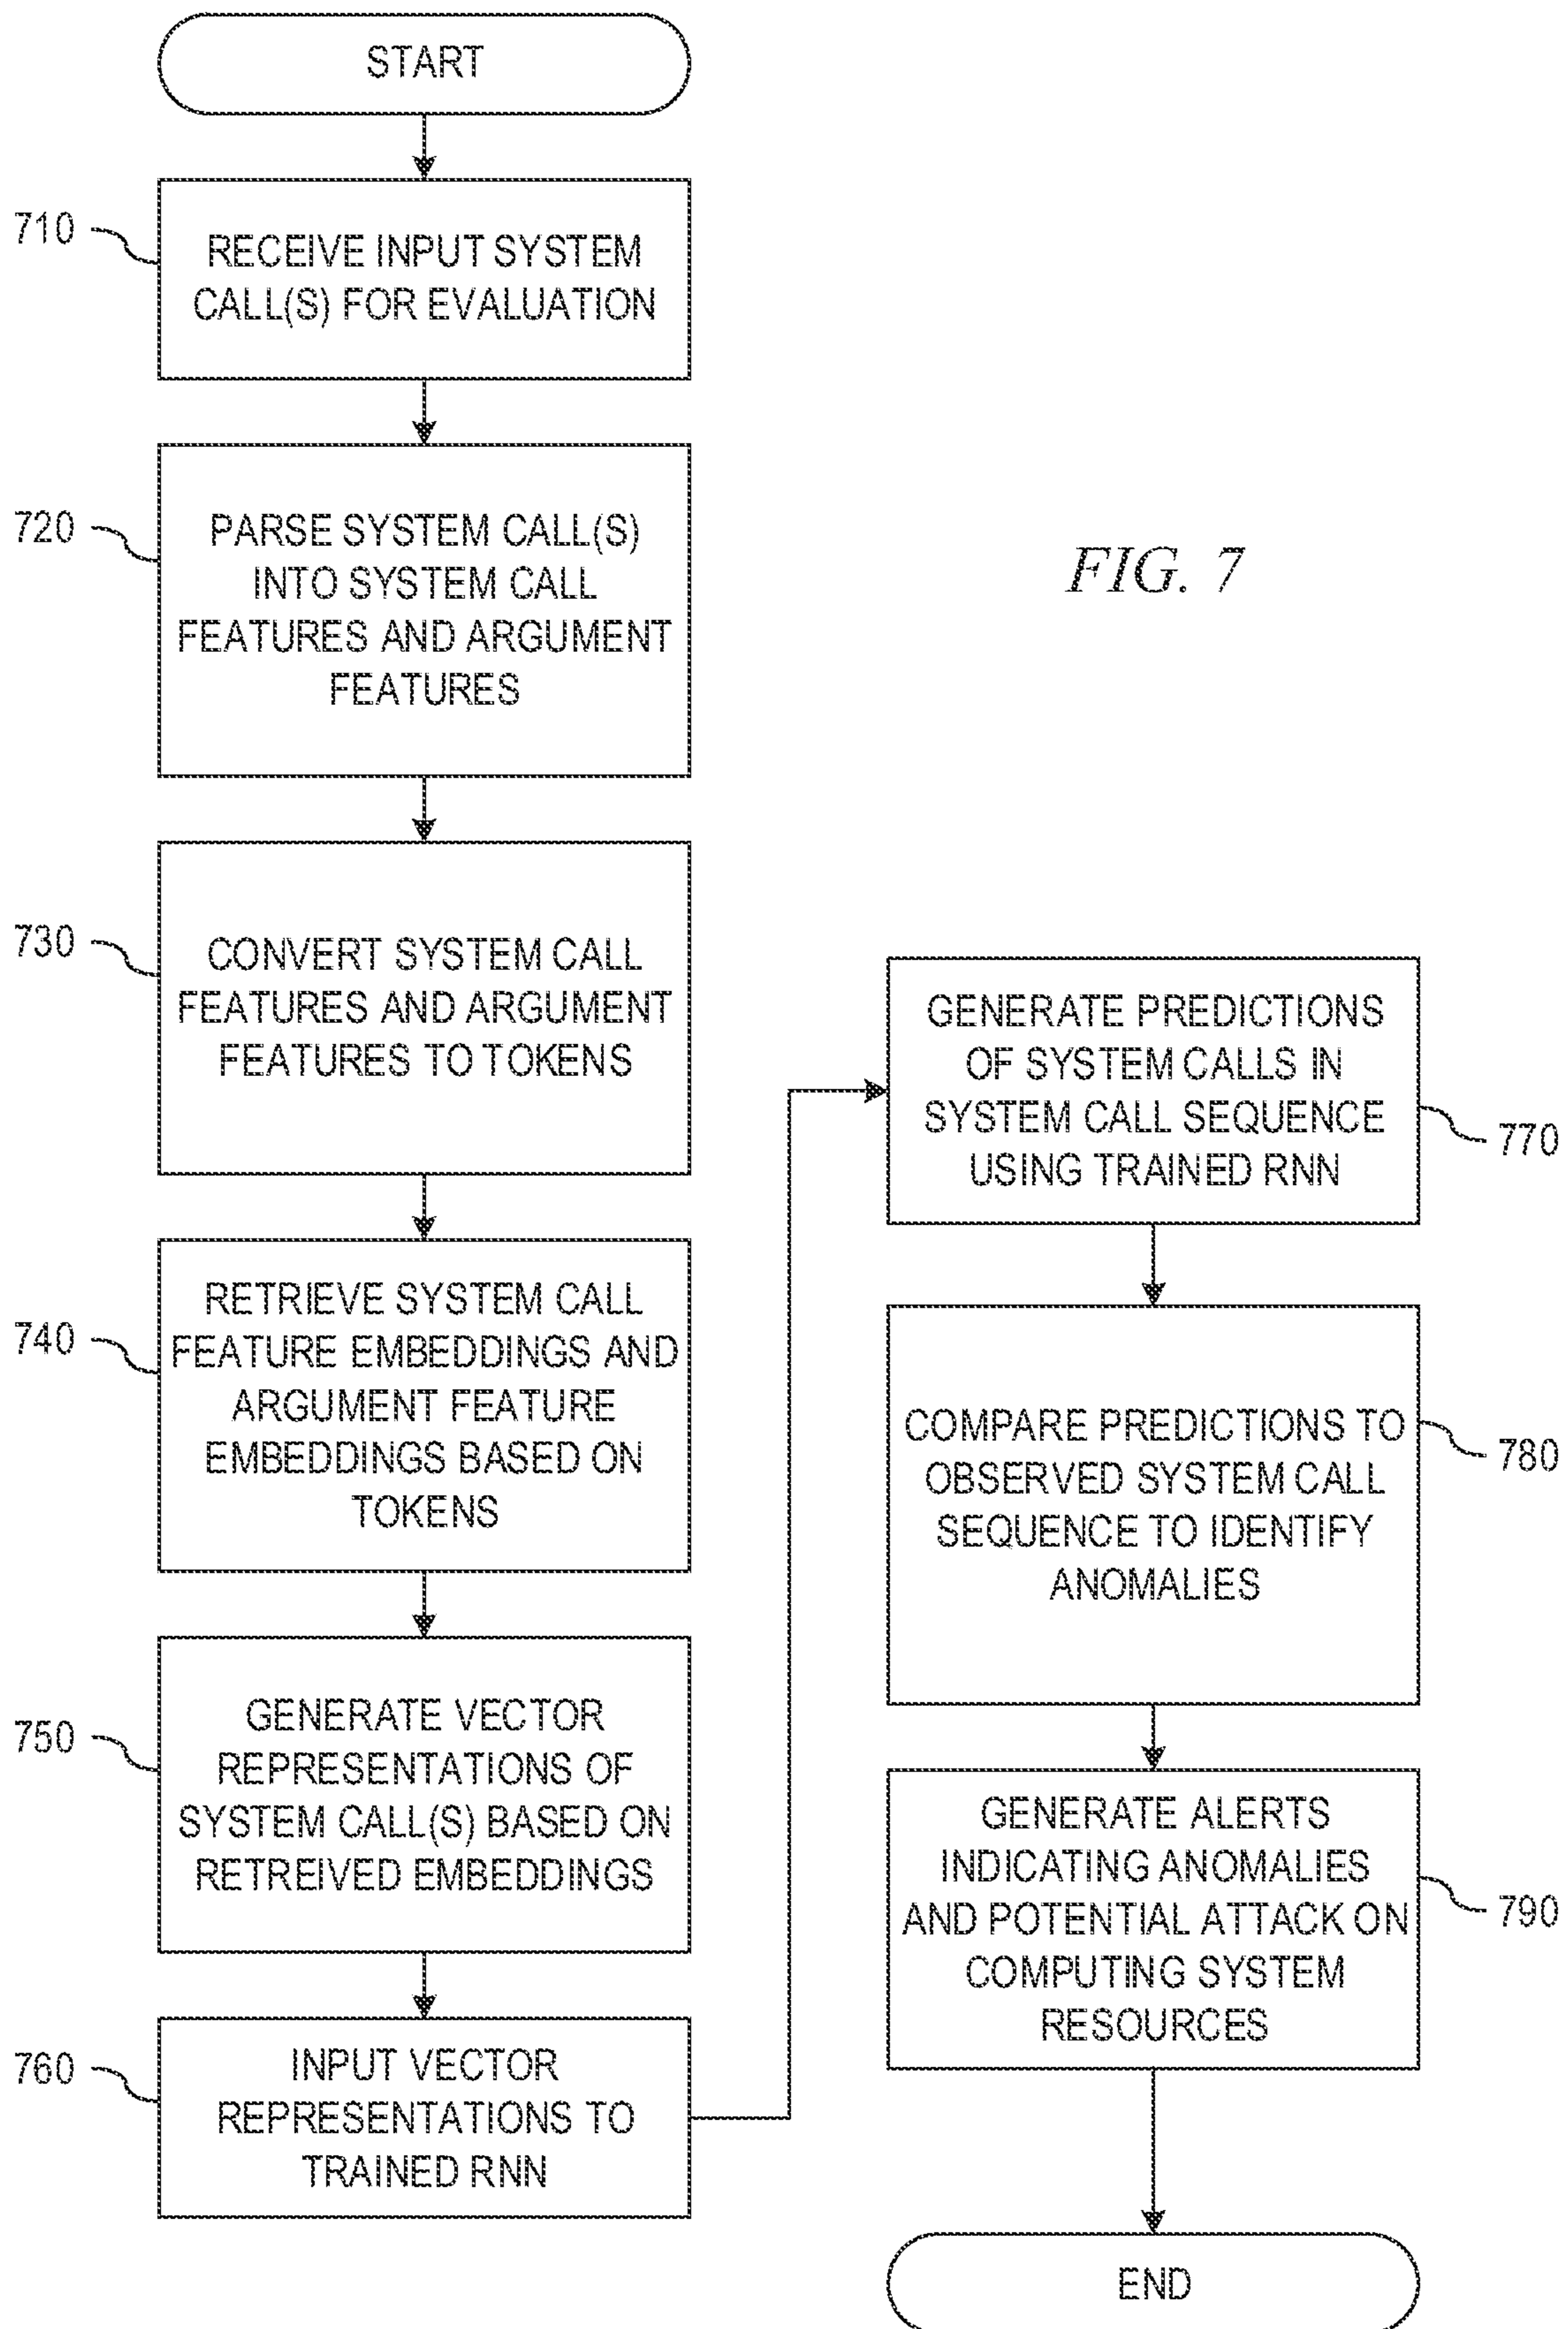 START
710
RECEIVE INPUT SYSTEM
CALL(S) FOR EVALUATION
720
PARSE SYSTEM CALL(S)
INTO SYSTEM CALL
FEATURES AND ARGUMENT
FEATURES
FIG. 7
730
CONVERT SYSTEM CALL
FEATURES AND ARGUMENT
FEATURES TO TOKENS
740
RETRIEVE SYSTEM CALL
FEATURE EMBEDDINGS AND
ARGUMENT FEATURE
EMBEDDINGS BASED ON
TOKENS
750
GENERATE VECTOR
REPRESENTATIONS OF
SYSTEM CALL(S) BASED ON
RETREIVED EMBEDDINGS
760
INPUT VECTOR
REPRESENTATIONS TO
TRAINED RNN
GENERATE PREDICTIONS
OF SYSTEM CALLS IN
SYSTEM CALL SEQUENCE
USING TRAINED RNN
770
COMPARE PREDICTIONS TO
OBSERVED SYSTEM CALL
SEQUENCE TO IDENTIFY
ANOMALIES
780
GENERATE ALERTS
INDICATING ANOMALIES
AND POTENTIAL ATTACK ON
COMPUTING SYSTEM
RESOURCES
790
END